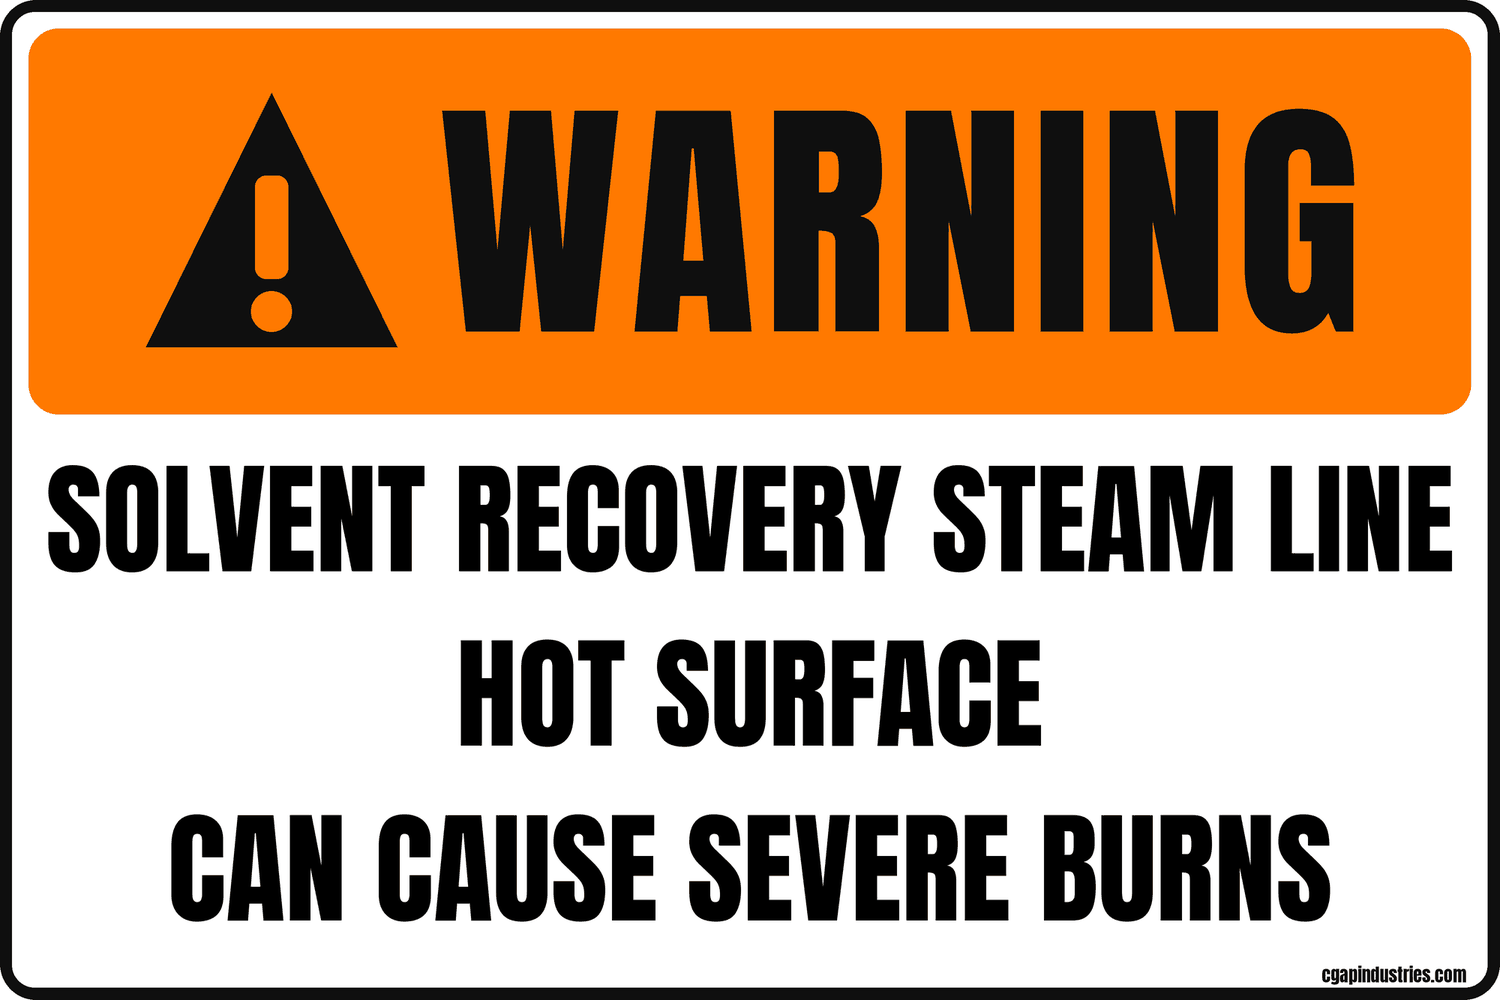 WARNING
SOLVENT RECOVERY STEAM LINE
HOT SURFACE
CAN CAUSE SEVERE BURNS
cgapindustries.com